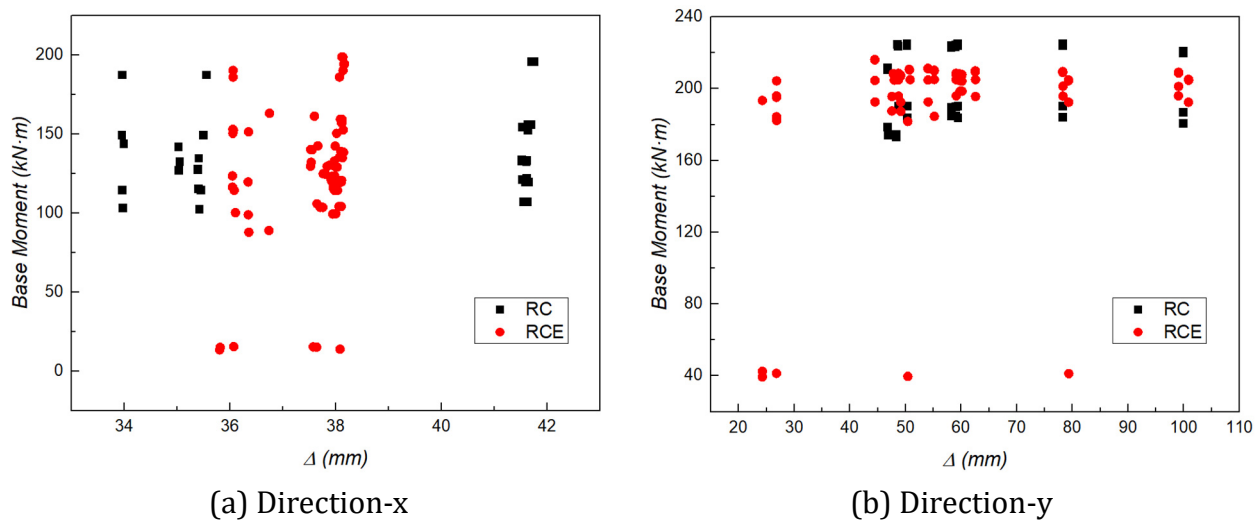 200
150
100
50
0
Base Moment (kN·m)
RC
RCE
34 36 38 40 42
Δ (mm)
(a) Direction-x
240
200
160
120
80
40
Base Moment (kN·m)
RC
RCE
20 30 40 50 60 70 80 90 100 110
Δ (mm)
(b) Direction-y